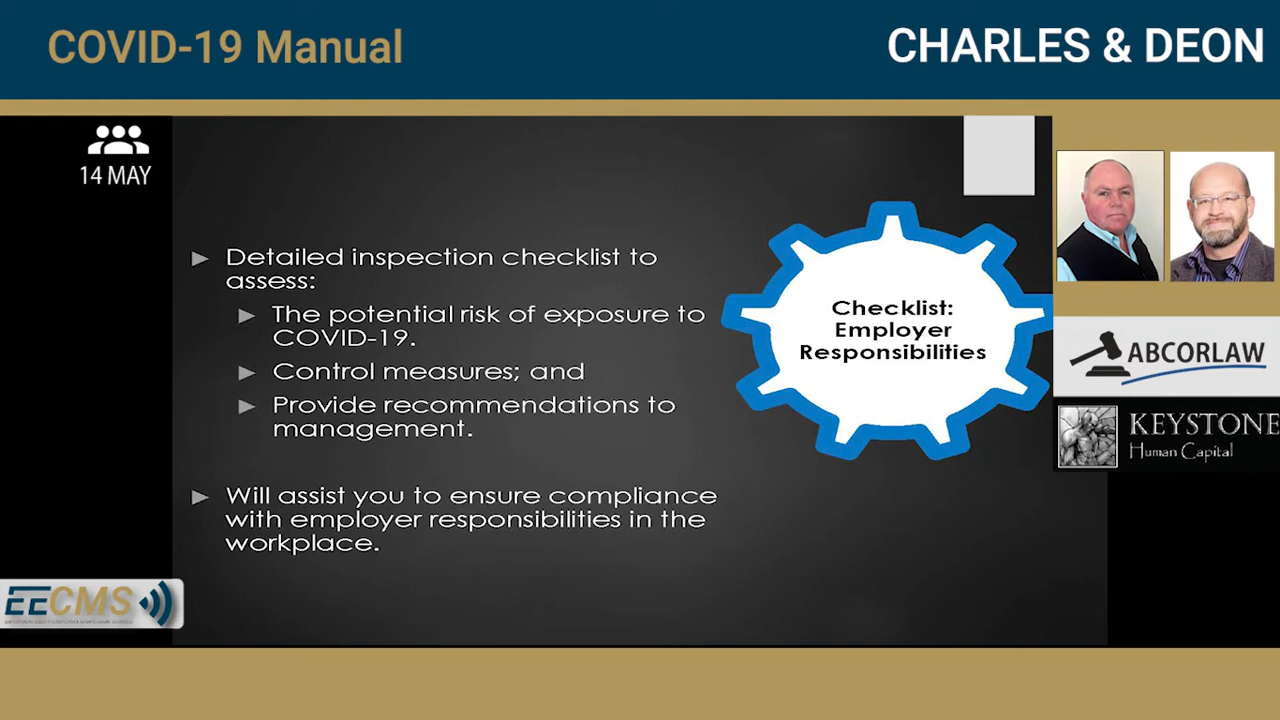 COVID-19 Manual
CHARLES & DEON
14 MAY
Detailed inspection checklist to
assess:
The potential risk of exposure to
COVID-19.
Control measures; and
Provide recommendations to
management.
Will assist you to ensure compliance
with employer responsibilities in the
workplace.
Checklist:
Employer
Responsibilities
ABCORLAW
KEYSTONE
Human Capital
EECMS